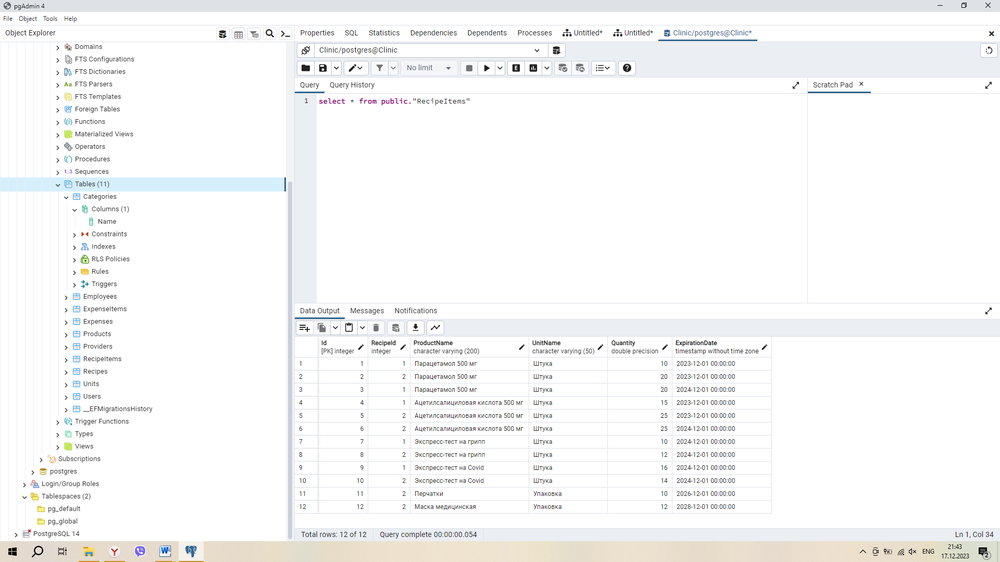 pgAdmin 4
File Object Tools Help
Object Explorer
Properties SQL Statistics Dependencies Dependents Processes Untitled* Untitled* Clinic/postgres@Clinic*
Domains
FTS Configurations
FTS Dictionaries
Aa FTS Parsers
FTS Templates
Foreign Tables
Functions
Materialized Views
Operators
Procedures
1..3 Sequences
Tables (11)
Categories
Columns (1)
Name
Constraints
Indexes
RLS Policies
Rules
Triggers
Employees
ExpenseItems
Expenses
Products
Providers
RecipeItems
Recipes
Units
Users
__EFMigrationsHistory
Trigger Functions
Types
Views
Subscriptions
postgres
Login/Group Roles
Tablespaces (2)
pg_default
pg_global
PostgreSQL 14
Clinic/postgres@Clinic
No limit
E
Query Query History
Scratch Pad
1 select * from public."RecipeItems"
Data Output Messages Notifications
Id RecipeId ProductName UnitName Quantity ExpirationDate
[PK] integer integer character varying (200) character varying (50) double precision timestamp without time zone
1 1 1 Парацетамол 500 мг Штука 10 2023-12-01 00:00:00
2 2 2 Парацетамол 500 мг Штука 20 2023-12-01 00:00:00
3 3 1 Парацетамол 500 мг Штука 20 2024-12-01 00:00:00
4 4 1 Ацетилсалициловая кислота 500 мг Штука 15 2023-12-01 00:00:00
5 5 2 Ацетилсалициловая кислота 500 мг Штука 25 2023-12-01 00:00:00
6 6 2 Ацетилсалициловая кислота 500 мг Штука 25 2024-12-01 00:00:00
7 7 1 Экспресс-тест на грипп Штука 10 2024-12-01 00:00:00
8 8 2 Экспресс-тест на грипп Штука 12 2024-12-01 00:00:00
9 9 1 Экспресс-тест на Covid Штука 16 2024-12-01 00:00:00
10 10 2 Экспресс-тест на Covid Штука 14 2024-12-01 00:00:00
11 11 2 Перчатки Упаковка 10 2026-12-01 00:00:00
12 12 2 Маска медицинская Упаковка 12 2028-12-01 00:00:00
Total rows: 12 of 12 Query complete 00:00:00.054
Ln 1, Col 34
ENG
21:43
17.12.2023
2